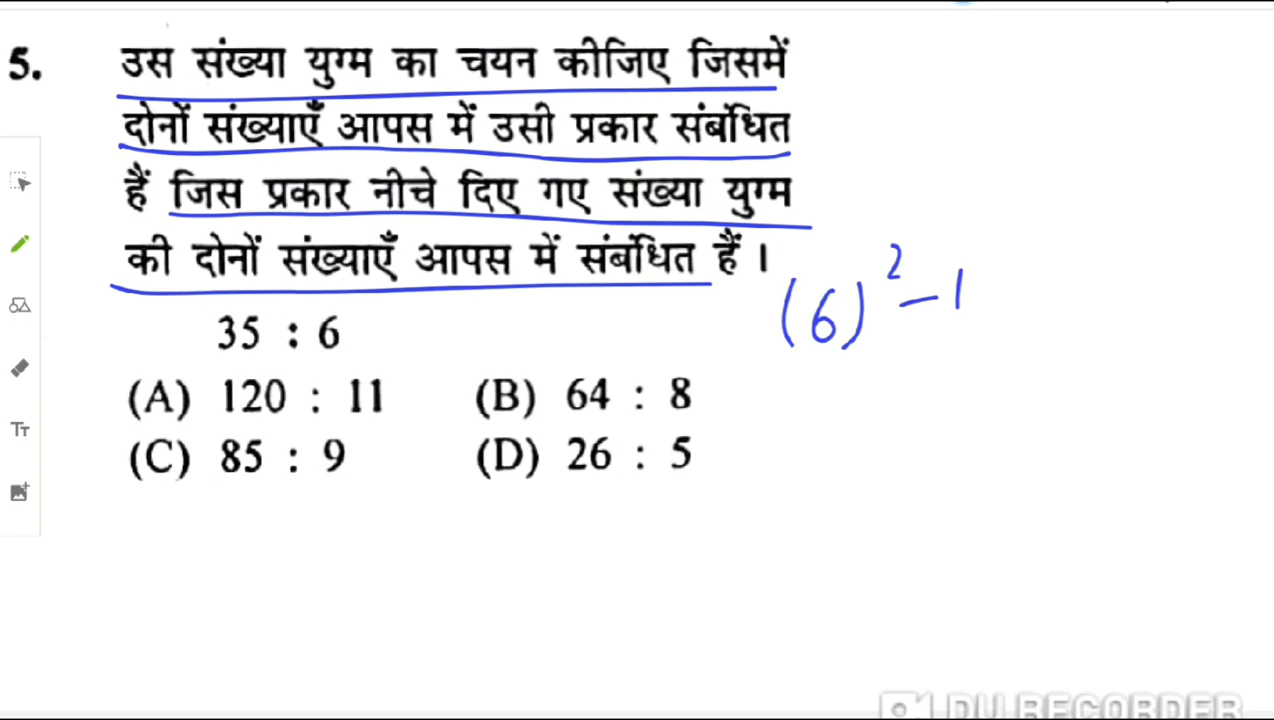 5. उस संख्या युग्म का चयन कीजिए जिसमें
दोनों संख्याएँ आपस में उसी प्रकार संबंधित
हैं जिस प्रकार नीचे दिए गए संख्या युग्म
की दोनों संख्याएँ आपस में संबंधित हैं ।
(6)² – 1
35 : 6
(A) 120 : 11 (B) 64 : 8
(C) 85 : 9 (D) 26 : 5
Tт
DU RECORDER